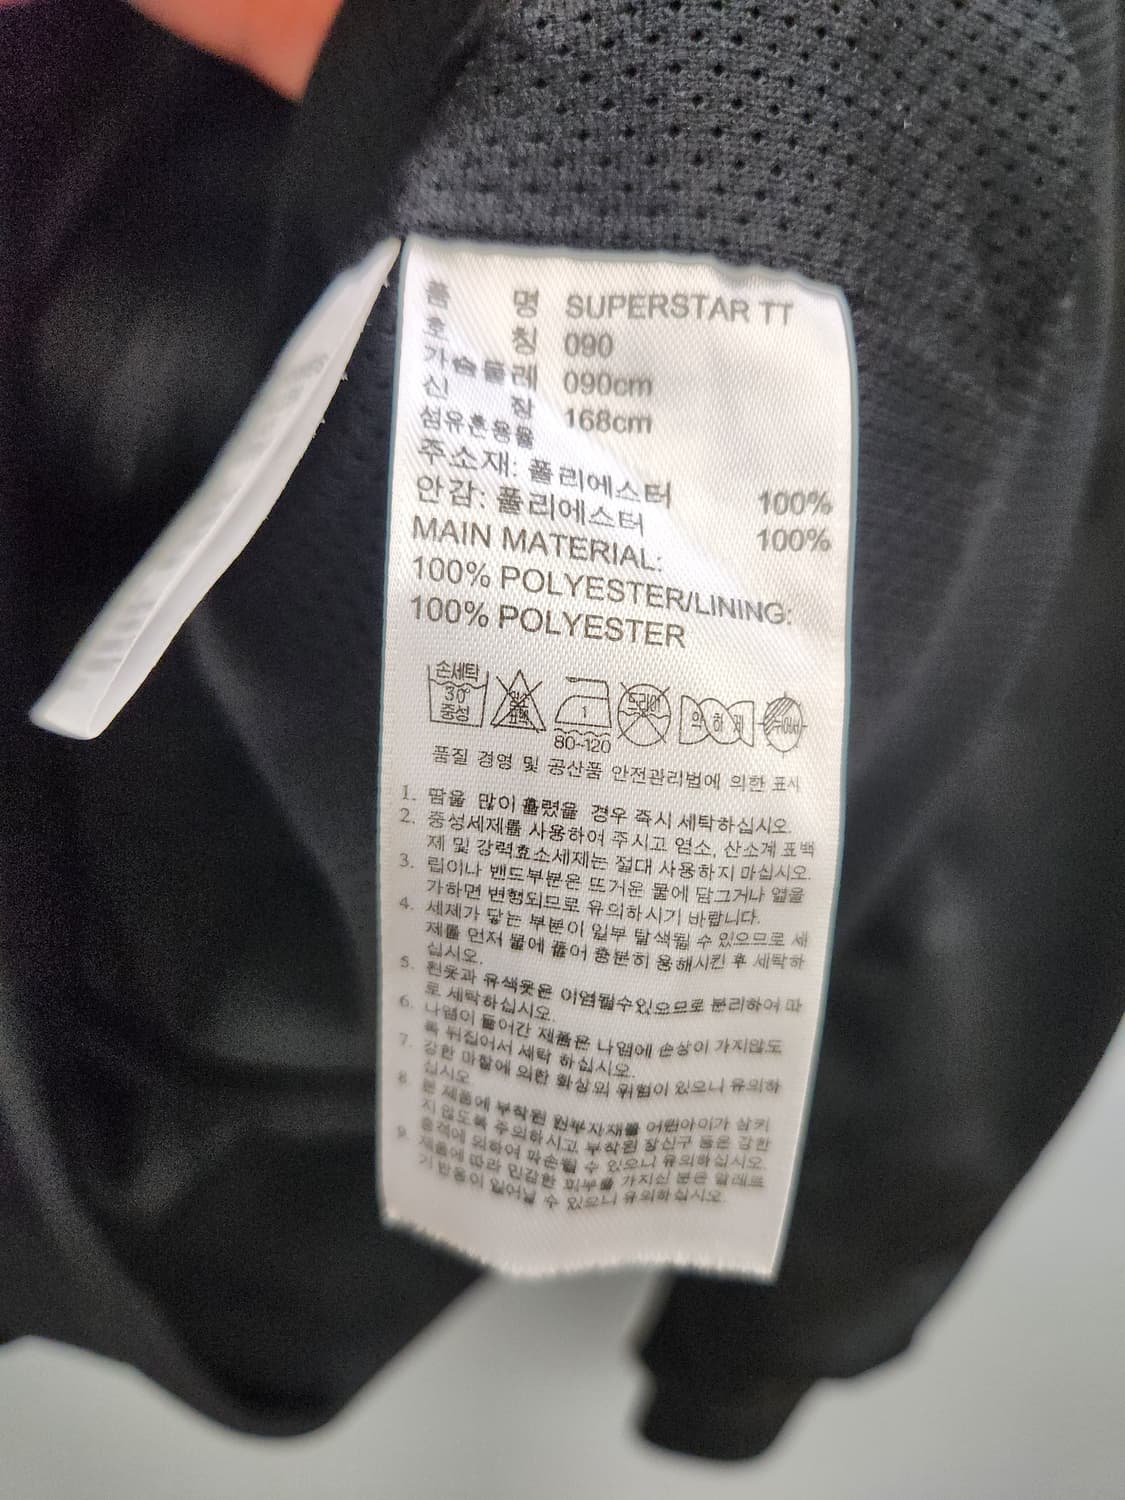 품 명 SUPERSTAR TT
호 칭 090
가슴둘레 090cm
신 장 168cm
섬유혼용율
주소재: 폴리에스터 100%
안감: 폴리에스터 100%
MAIN MATERIAL:
100% POLYESTER/LINING:
100% POLYESTER
손세탁 30° 중성 염소 표백 1 80~120 드라이 약하게 뉘어서
품질 경영 및 공산품 안전관리법에 의한 표시
1. 땀을 많이 흘렸을 경우 즉시 세탁하십시오.
2. 중성세제를 사용하여 주시고 염소, 산소계 표백
제 및 강력효소세제는 절대 사용하지 마십시오.
3. 립이나 밴드부분은 뜨거운 물에 담그거나 열을
가하면 변형되므로 유의하시기 바랍니다.
4. 세제가 닿는 부분이 일부 탈색될 수 있으므로 세
제를 먼저 물에 풀어 충분히 용해시킨 후 세탁하
십시오.
5. 흰옷과 유색옷은 이염될수있으므로 분리하여 따
로 세탁하십시오.
6. 나염이 들어간 제품은 나염에 손상이 가지않도
록 뒤집어서 세탁 하십시오.
7. 강한 마찰에 의한 화상의 위험이 있으니 유의하
십시오
8. 본 제품에 부착된 원부자재를 어린아이가 삼키
지 않도록 주의하시고 부착된 장신구 등은 강한
충격에 의하여 파손될 수 있으니 유의하십시오.
9. 제품에 따라 민감한 피부를 가지신 분은 알레르
기 반응이 일어날 수 있으니 유의하십시오